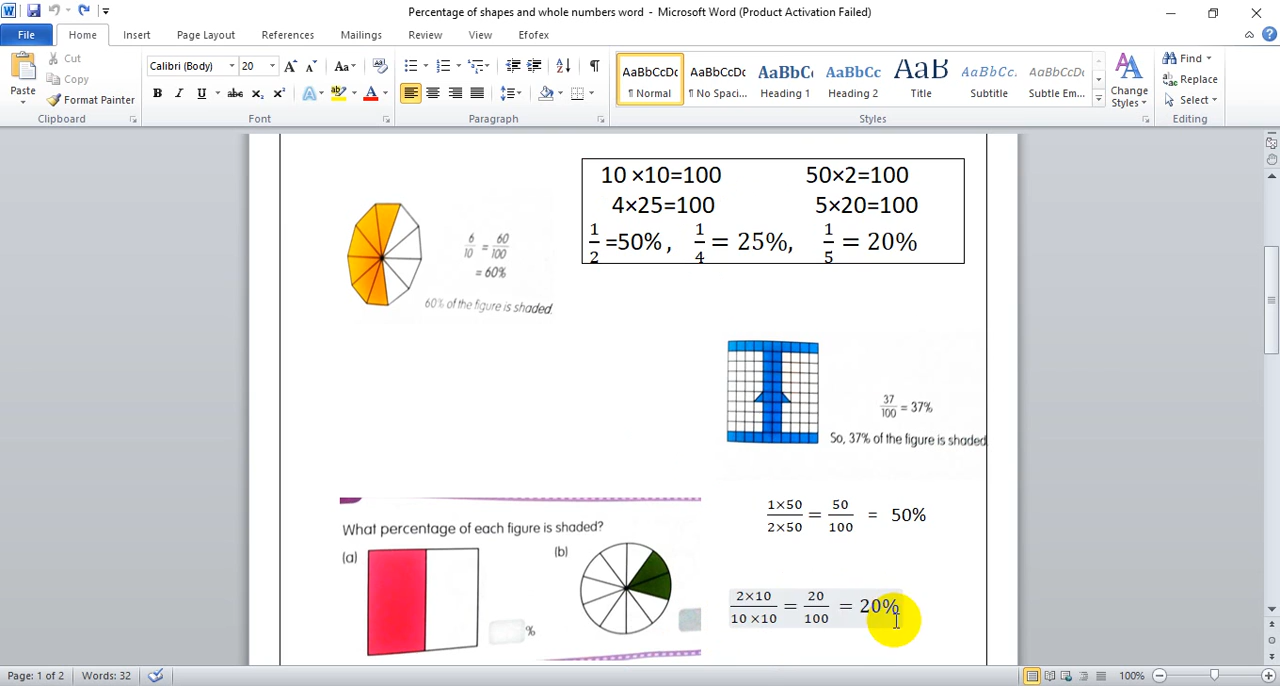 Percentage of shapes and whole numbers word - Microsoft Word (Product Activation Failed)
File Home Insert Page Layout References Mailings Review View Efofex
Paste
Cut
Copy
Format Painter
Clipboard
Calibri (Body) 20
Font
Paragraph
AaBbCcDc AaBbCcDc AaBbC AaBbCc AaB AaBbCc. AaBbCcDc
¶ Normal ¶ No Spaci... Heading 1 Heading 2 Title Subtitle Subtle Em...
Styles
Change Styles
Find
Replace
Select
Editing
10 ×10=100 50×2=100
4×25=100 5×20=100
1/2 =50% , 1/4 = 25%, 1/5 = 20%
6/10 = 60/100
= 60%
60% of the figure is shaded.
37/100 = 37%
So, 37% of the figure is shaded
What percentage of each figure is shaded?
(a) (b)
%
1×50/2×50 = 50/100 = 50%
2×10/10 ×10 = 20/100 = 20%
Page: 1 of 2 Words: 32 100%